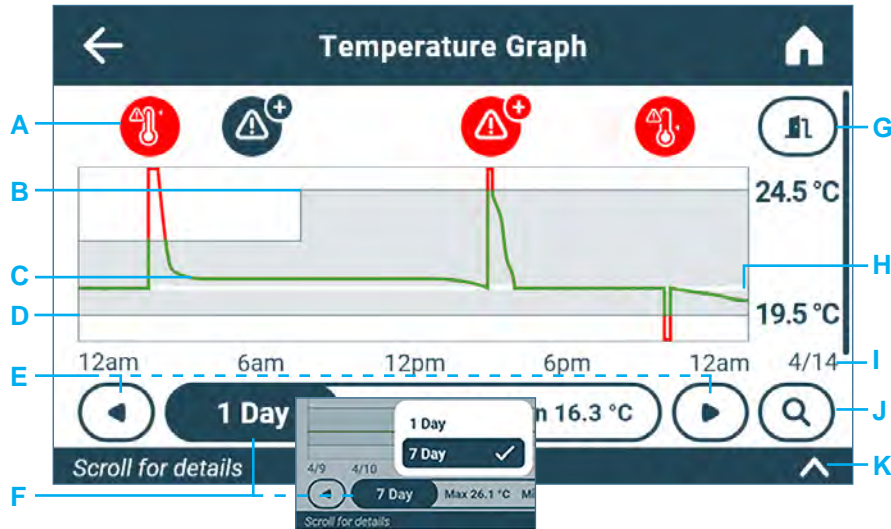 Temperature Graph
A
G
B
24.5 °C
C
H
D
19.5 °C
12am 6am 12pm 6pm 12am 4/14
I
E
1 Day
n 16.3 °C
J
1 Day
7 Day
4/9 4/10
Scroll for details
K
F
7 Day Max 26.1 °C Mi
Scroll for details